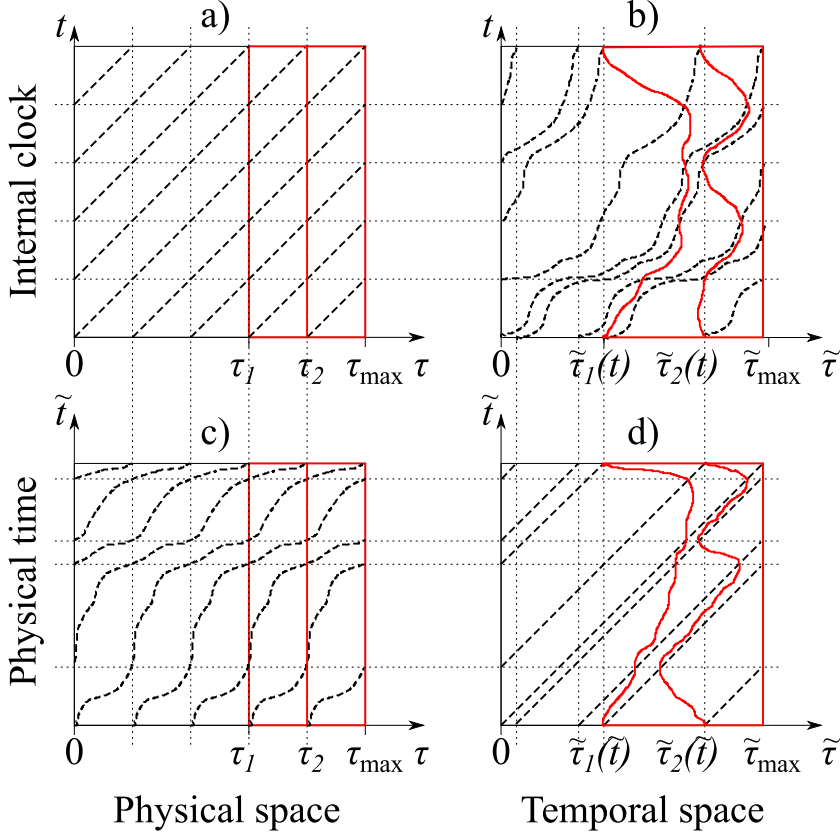 a)
b)
t
t
Internal clock
0 τ₁ τ₂ τmax τ
0 τ̃₁(t) τ̃₂(t) τ̃max τ̃
c)
d)
t̃
t̃
Physical time
0 τ₁ τ₂ τmax τ
0 τ̃₁(t̃) τ̃₂(t̃) τ̃max τ̃
Physical space
Temporal space